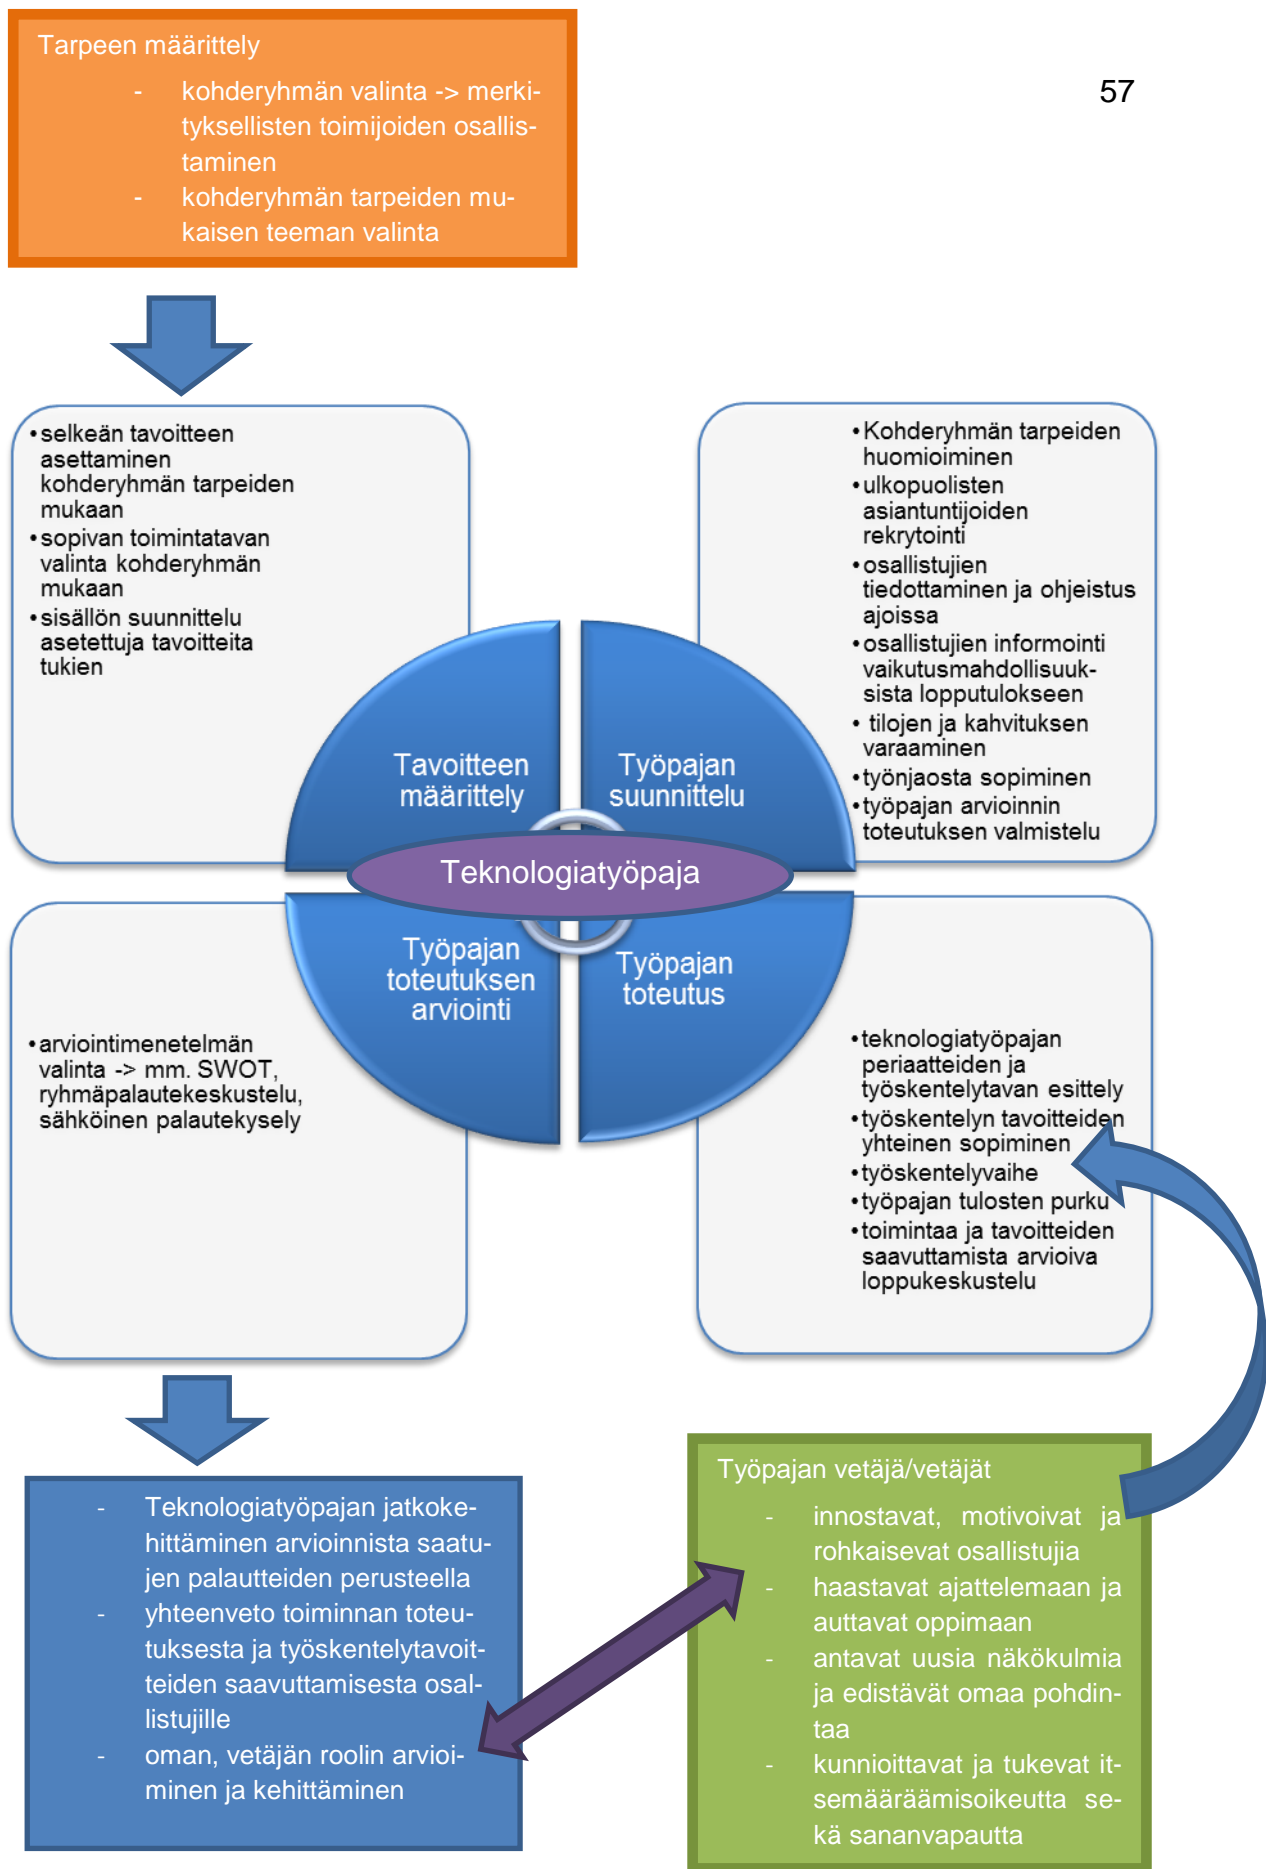 57
Tarpeen määrittely
- kohderyhmän valinta -> merki-
tyksellisten toimijoiden osallis-
taminen
- kohderyhmän tarpeiden mu-
kaisen teeman valinta
•selkeän tavoitteen
asettaminen
kohderyhmän tarpeiden
mukaan
•sopivan toimintatavan
valinta kohderyhmän
mukaan
•sisällön suunnittelu
asetettuja tavoitteita
tukien
•Kohderyhmän tarpeiden
huomioiminen
•ulkopuolisten
asiantuntijoiden
rekrytointi
•osallistujien
tiedottaminen ja ohjeistus
ajoissa
•osallistujien informointi
vaikutusmahdollisuuk-
sista lopputulokseen
• tilojen ja kahvituksen
varaaminen
•työnjaosta sopiminen
•työpajan arvioinnin
toteutuksen valmistelu
Tavoitteen
määrittely
Työpajan
suunnittelu
Teknologiatyöpaja
Työpajan
toteutuksen
arviointi
Työpajan
toteutus
•arviointimenetelmän
valinta -> mm. SWOT,
ryhmäpalautekeskustelu,
sähköinen palautekysely
•teknologiatyöpajan
periaatteiden ja
työskentelytavan esittely
•työskentelyn tavoitteiden
yhteinen sopiminen
•työskentelyvaihe
•työpajan tulosten purku
•toimintaa ja tavoitteiden
saavuttamista arvioiva
loppukeskustelu
- Teknologiatyöpajan jatkoke-
hittäminen arvioinnista saatu-
jen palautteiden perusteella
- yhteenveto toiminnan toteu-
tuksesta ja työskentelytavoit-
teiden saavuttamisesta osal-
listujille
- oman, vetäjän roolin arvioi-
minen ja kehittäminen
Työpajan vetäjä/vetäjät
- innostavat, motivoivat ja
rohkaisevat osallistujia
- haastavat ajattelemaan ja
auttavat oppimaan
- antavat uusia näkökulmia
ja edistävät omaa pohdin-
taa
- kunnioittavat ja tukevat it-
semääräämisoikeutta se-
kä sananvapautta